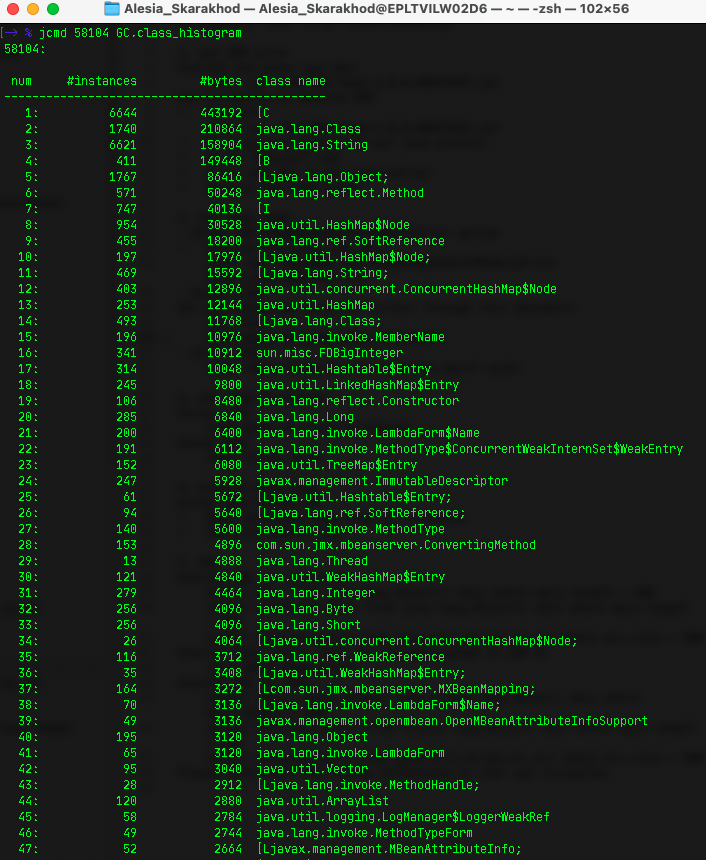 Alesia_Skarakhod — Alesia_Skarakhod@EPLTVILW02D6 — ~ — -zsh — 102×56
[—> % jcmd 58104 GC.class_histogram
58104:
num #instances #bytes class name
----------------------------------------------
1: 6644 443192 [C
2: 1740 210864 java.lang.Class
3: 6621 158904 java.lang.String
4: 411 149448 [B
5: 1767 86416 [Ljava.lang.Object;
6: 571 50248 java.lang.reflect.Method
7: 747 40136 [I
8: 954 30528 java.util.HashMap$Node
9: 455 18200 java.lang.ref.SoftReference
10: 197 17976 [Ljava.util.HashMap$Node;
11: 469 15592 [Ljava.lang.String;
12: 403 12896 java.util.concurrent.ConcurrentHashMap$Node
13: 253 12144 java.util.HashMap
14: 493 11768 [Ljava.lang.Class;
15: 196 10976 java.lang.invoke.MemberName
16: 341 10912 sun.misc.FDBigInteger
17: 314 10048 java.util.Hashtable$Entry
18: 245 9800 java.util.LinkedHashMap$Entry
19: 106 8480 java.lang.reflect.Constructor
20: 285 6840 java.lang.Long
21: 200 6400 java.lang.invoke.LambdaForm$Name
22: 191 6112 java.lang.invoke.MethodType$ConcurrentWeakInternSet$WeakEntry
23: 152 6080 java.util.TreeMap$Entry
24: 247 5928 javax.management.ImmutableDescriptor
25: 61 5672 [Ljava.util.Hashtable$Entry;
26: 94 5640 [Ljava.lang.ref.SoftReference;
27: 140 5600 java.lang.invoke.MethodType
28: 153 4896 com.sun.jmx.mbeanserver.ConvertingMethod
29: 13 4888 java.lang.Thread
30: 121 4840 java.util.WeakHashMap$Entry
31: 279 4464 java.lang.Integer
32: 256 4096 java.lang.Byte
33: 256 4096 java.lang.Short
34: 26 4064 [Ljava.util.concurrent.ConcurrentHashMap$Node;
35: 116 3712 java.lang.ref.WeakReference
36: 35 3408 [Ljava.util.WeakHashMap$Entry;
37: 164 3272 [Lcom.sun.jmx.mbeanserver.MXBeanMapping;
38: 70 3136 [Ljava.lang.invoke.LambdaForm$Name;
39: 49 3136 javax.management.openmbean.OpenMBeanAttributeInfoSupport
40: 195 3120 java.lang.Object
41: 65 3120 java.lang.invoke.LambdaForm
42: 95 3040 java.util.Vector
43: 28 2912 [Ljava.lang.invoke.MethodHandle;
44: 120 2880 java.util.ArrayList
45: 58 2784 java.util.logging.LogManager$LoggerWeakRef
46: 49 2744 java.lang.invoke.MethodTypeForm
47: 52 2664 [Ljavax.management.MBeanAttributeInfo;